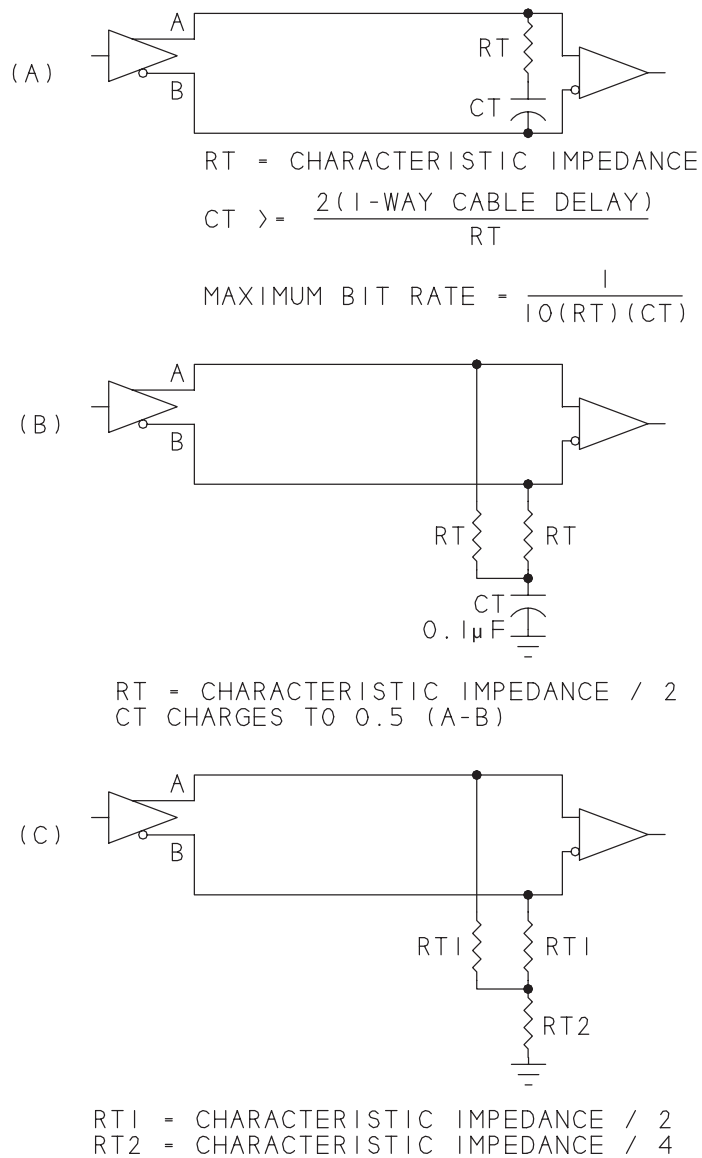 A
RT
(A)
CT
B
RT = CHARACTERISTIC IMPEDANCE
CT >= 2(1-WAY CABLE DELAY)
RT
MAXIMUM BIT RATE = 1
10(RT)(CT)
A
(B)
B
RT RT
CT
0.1µF
RT = CHARACTERISTIC IMPEDANCE / 2
CT CHARGES TO 0.5 (A-B)
A
(C)
B
RT1 RT1
RT2
RT1 = CHARACTERISTIC IMPEDANCE / 2
RT2 = CHARACTERISTIC IMPEDANCE / 4